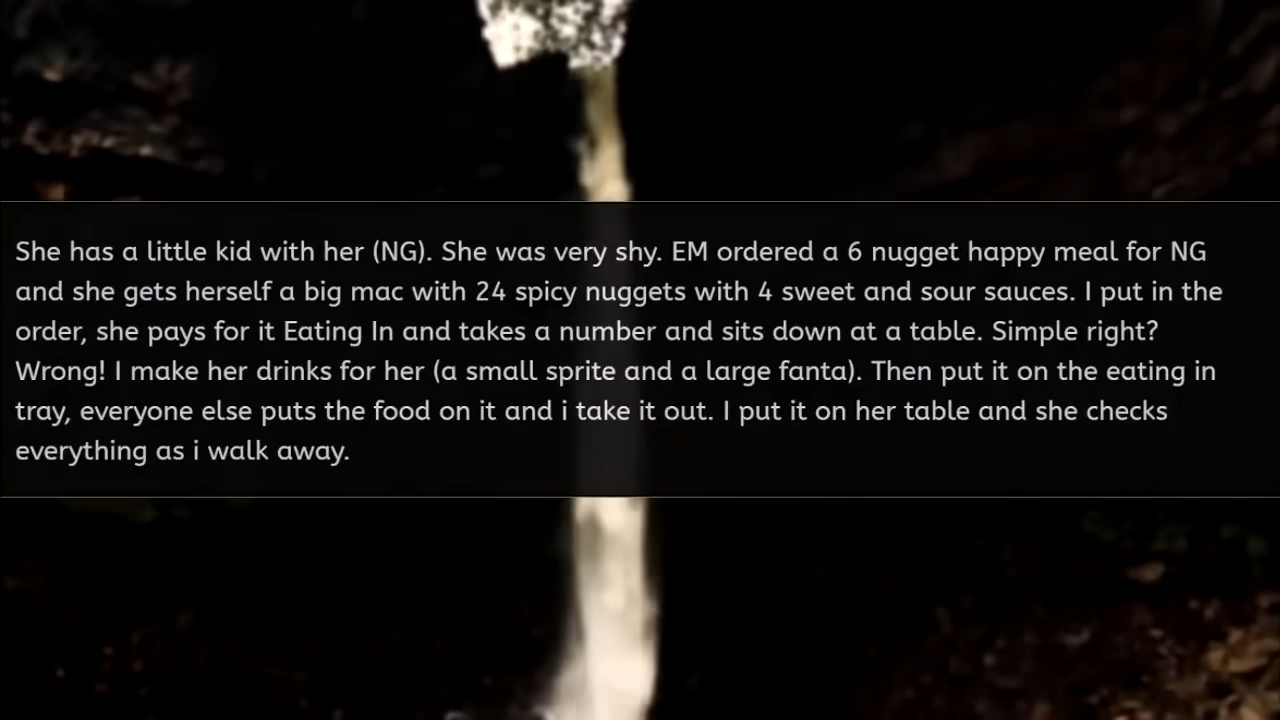 She has a little kid with her (NG). She was very shy. EM ordered a 6 nugget happy meal for NG
and she gets herself a big mac with 24 spicy nuggets with 4 sweet and sour sauces. I put in the
order, she pays for it Eating In and takes a number and sits down at a table. Simple right?
Wrong! I make her drinks for her (a small sprite and a large fanta). Then put it on the eating in
tray, everyone else puts the food on it and i take it out. I put it on her table and she checks
everything as i walk away.